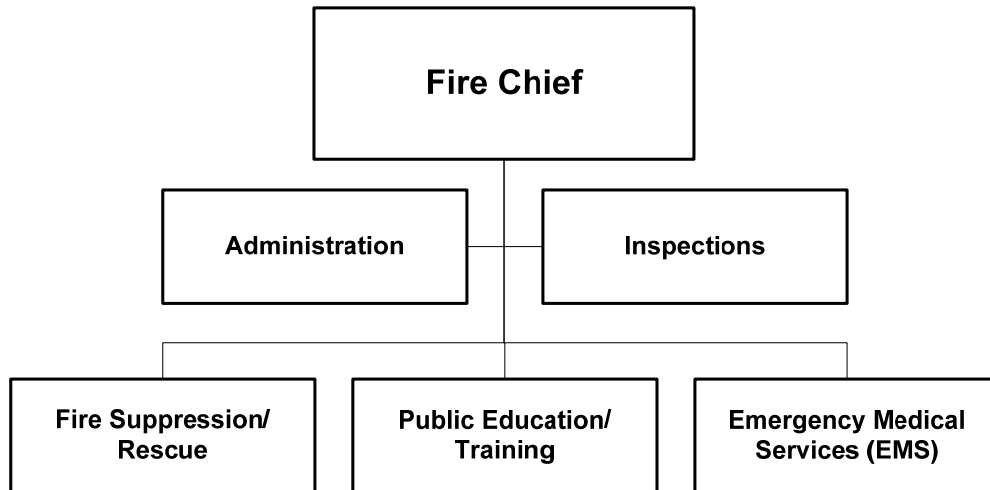 Fire Chief
Administration
Inspections
Fire Suppression/
Rescue
Public Education/
Training
Emergency Medical
Services (EMS)